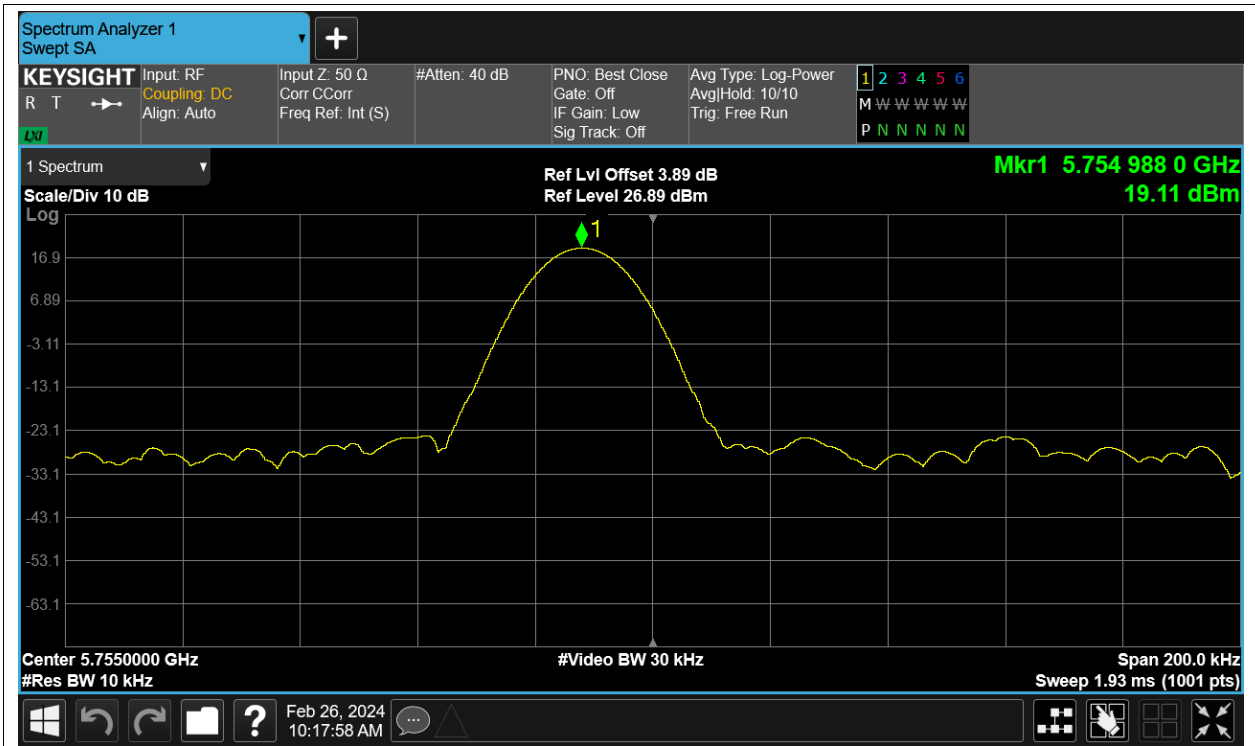 Spectrum Analyzer 1
Swept SA
KEYSIGHT
R T
LXI
Input: RF
Coupling: DC
Align: Auto
Input Z: 50 Ω
Corr CCorr
Freq Ref: Int (S)
#Atten: 40 dB
PNO: Best Close
Gate: Off
IF Gain: Low
Sig Track: Off
Avg Type: Log-Power
Avg|Hold: 10/10
Trig: Free Run
1 2 3 4 5 6
M W W W W W
P N N N N N
1 Spectrum
Scale/Div 10 dB
Log
Ref Lvl Offset 3.89 dB
Ref Level 26.89 dBm
Mkr1 5.754 988 0 GHz
19.11 dBm
1
16.9
6.89
-3.11
-13.1
-23.1
-33.1
-43.1
-53.1
-63.1
Center 5.7550000 GHz
#Video BW 30 kHz
Span 200.0 kHz
#Res BW 10 kHz
Sweep 1.93 ms (1001 pts)
?
Feb 26, 2024
10:17:58 AM